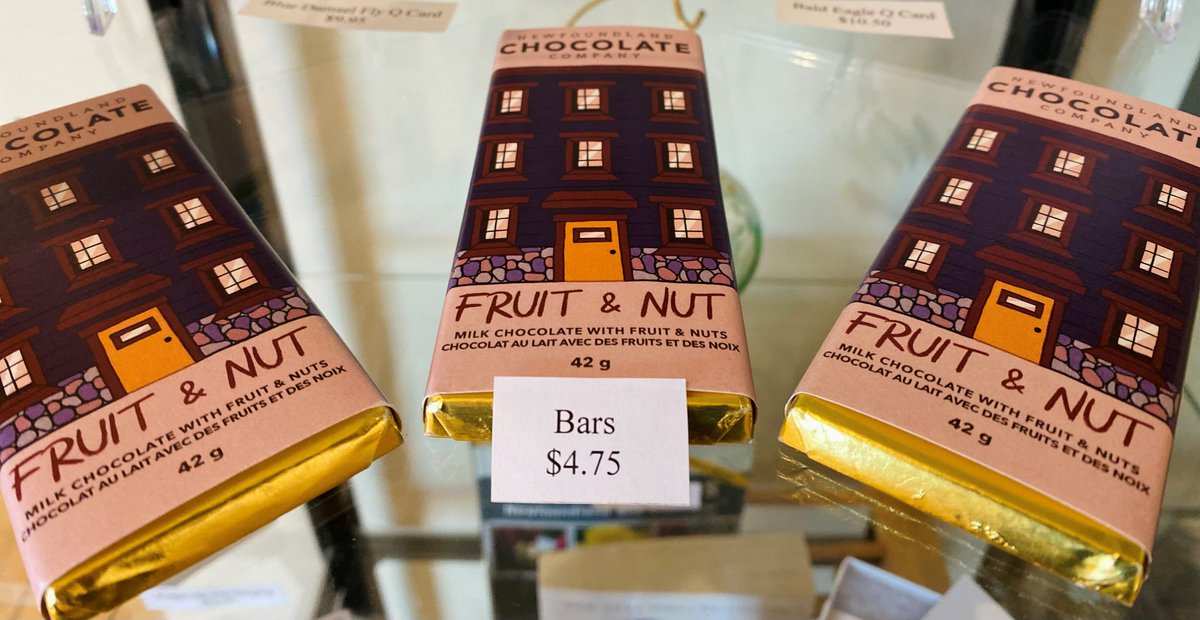 Blue Damsel Fly Q Card
$9.95
Bald Eagle Q Card
$10.50
FOUNDLAND
CHOCOLATE
COMPANY
FRUIT & NUT
MILK CHOCOLATE WITH FRUIT & NUTS
CHOCOLAT AU LAIT AVEC DES FRUITS ET DES NOIX
42 g
NEWFOUNDLAND
CHOCOLATE
COMPANY
FRUIT & NUT
MILK CHOCOLATE WITH FRUIT & NUTS
CHOCOLAT AU LAIT AVEC DES FRUITS ET DES NOIX
42 g
Bars
$4.75
NEWFOUNDLAND
CHOCOLATE
COMPANY
FRUIT & NUT
MILK CHOCOLATE WITH FRUIT & NUTS
CHOCOLAT AU LAIT AVEC DES FRUITS ET DES NOIX
42 g